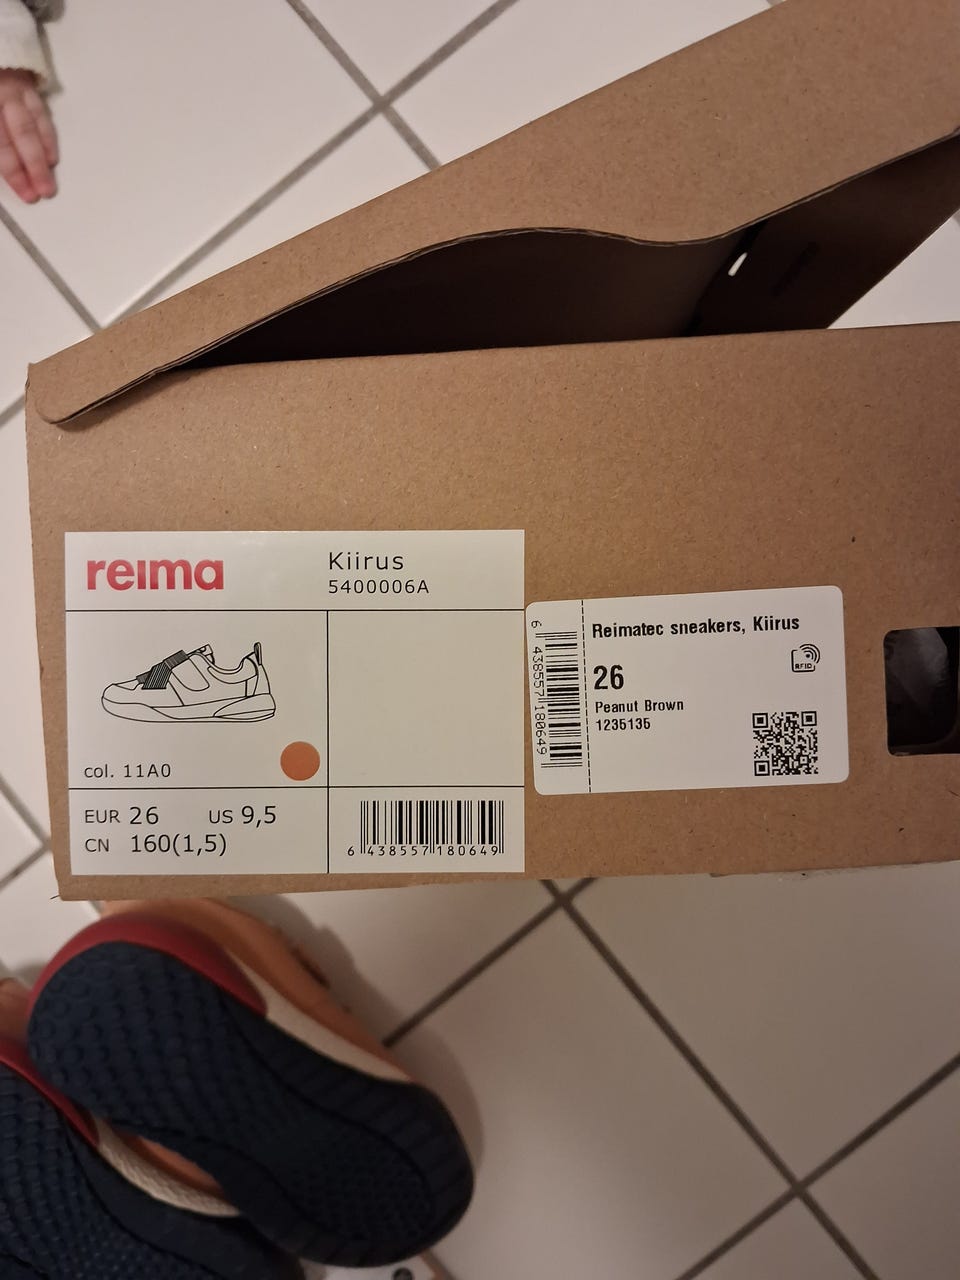 reima
Kiirus
5400006A
col. 11A0
EUR 26 US 9,5
CN 160(1,5)
6 438557 180649
6 438557 180649
Reimatec sneakers, Kiirus
RFID
26
Peanut Brown
1235135